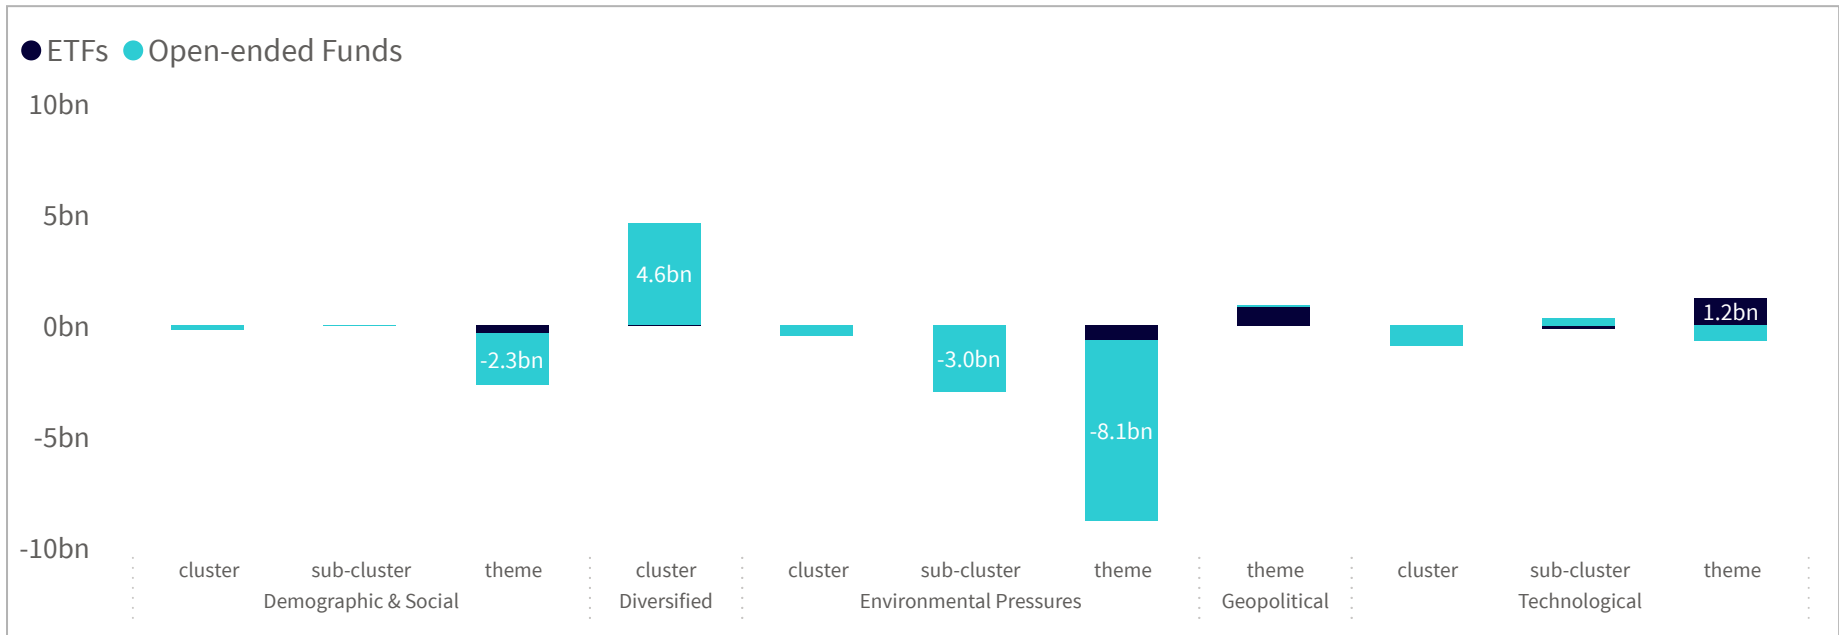 ETFs Open-ended Funds
10bn
5bn
0bn
-5bn
-10bn
4.6bn
1.2bn
-2.3bn
-3.0bn
-8.1bn
cluster sub-cluster theme cluster cluster sub-cluster theme theme cluster sub-cluster theme
Demographic & Social Diversified Environmental Pressures Geopolitical Technological